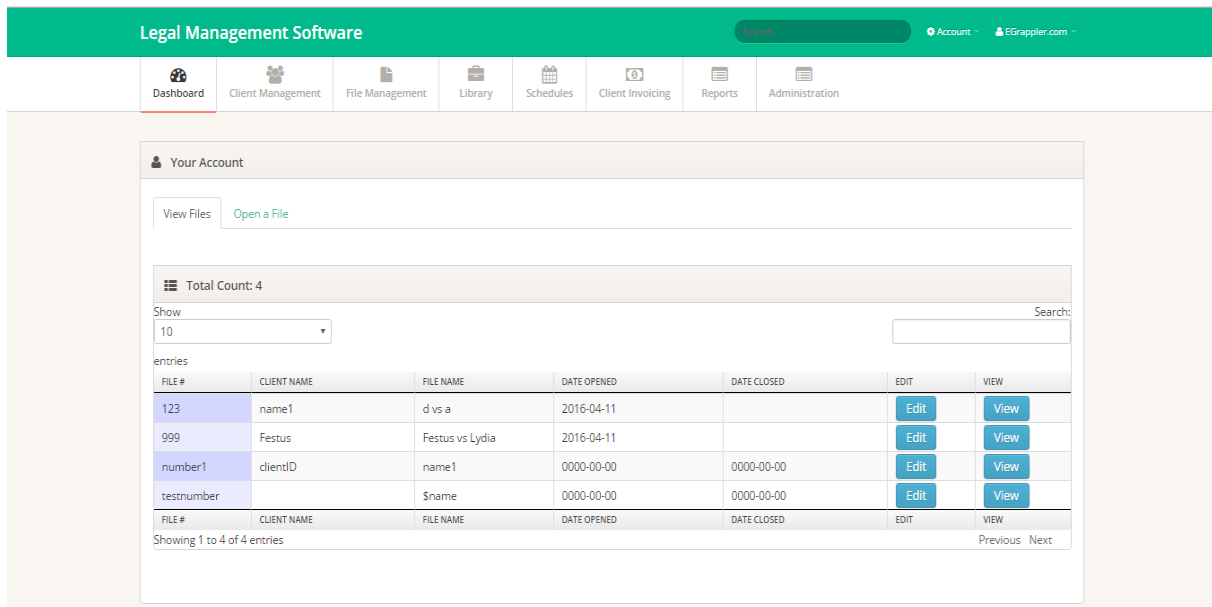 Legal Management Software Search Account EGrappler.com
Dashboard Client Management File Management Library Schedules Client Invoicing Reports Administration
Your Account
View Files Open a File
Total Count: 4
Show Search:
10
entries
FILE # CLIENT NAME FILE NAME DATE OPENED DATE CLOSED EDIT VIEW
123 name1 d vs a 2016-04-11 Edit View
999 Festus Festus vs Lydia 2016-04-11 Edit View
number1 clientID name1 0000-00-00 0000-00-00 Edit View
testnumber $name 0000-00-00 0000-00-00 Edit View
FILE # CLIENT NAME FILE NAME DATE OPENED DATE CLOSED EDIT VIEW
Showing 1 to 4 of 4 entries Previous Next